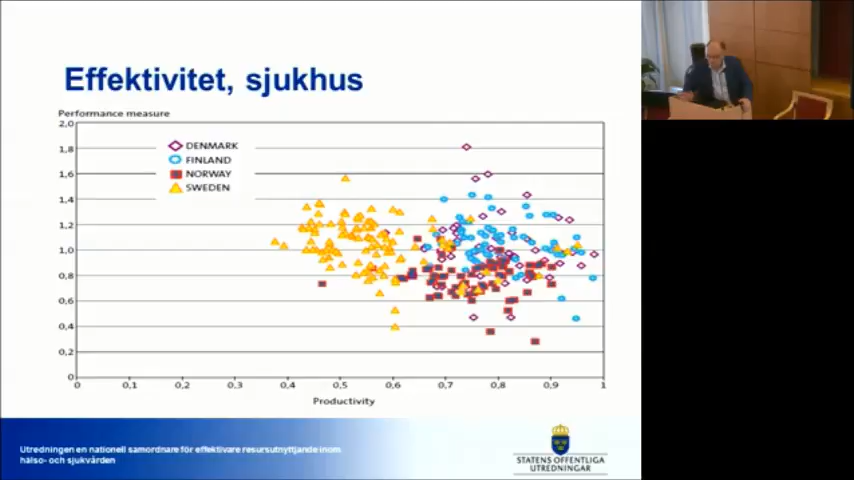 Effektivitet, sjukhus
Performance measure
2,0
1,8
1,6
1,4
1,2
1,0
0,8
0,6
0,4
0,2
0
DENMARK
FINLAND
NORWAY
SWEDEN
0 0,1 0,2 0,3 0,4 0,5 0,6 0,7 0,8 0,9 1
Productivity
Utredningen en nationell samordnare för effektivare resursutnyttjande inom
hälso- och sjukvården
STATENS OFFENTLIGA
UTREDNINGAR